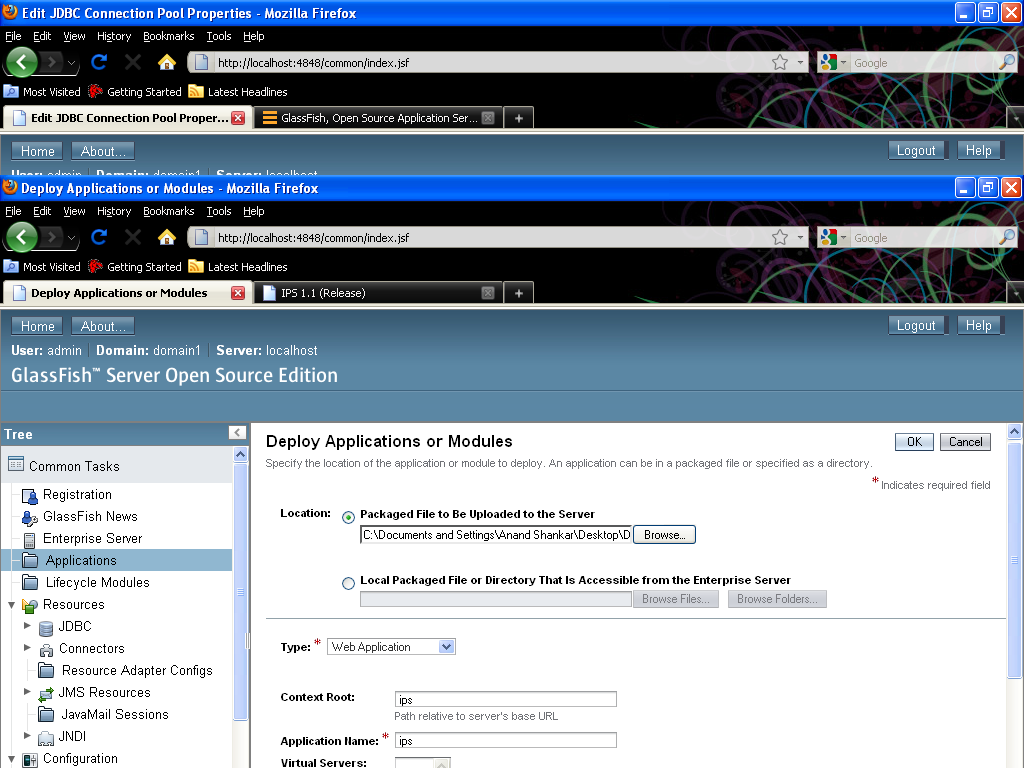 Edit JDBC Connection Pool Properties - Mozilla Firefox
File Edit View History Bookmarks Tools Help
http://localhost:4848/common/index.jsf Google
Most Visited Getting Started Latest Headlines
Edit JDBC Connection Pool Proper... GlassFish, Open Source Application Ser... +
Home About... Logout Help
User: admin Domain: domain1 Server: localhost
Deploy Applications or Modules - Mozilla Firefox
File Edit View History Bookmarks Tools Help
http://localhost:4848/common/index.jsf Google
Most Visited Getting Started Latest Headlines
Deploy Applications or Modules IPS 1.1 (Release) +
Home About... Logout Help
User: admin Domain: domain1 Server: localhost
GlassFish™ Server Open Source Edition
Tree
Common Tasks
Registration
GlassFish News
Enterprise Server
Applications
Lifecycle Modules
Resources
JDBC
Connectors
Resource Adapter Configs
JMS Resources
JavaMail Sessions
JNDI
Configuration
Deploy Applications or Modules OK Cancel
Specify the location of the application or module to deploy. An application can be in a packaged file or specified as a directory.
* Indicates required field
Location: Packaged File to Be Uploaded to the Server
C:\Documents and Settings\Anand Shankar\Desktop\D Browse...
Local Packaged File or Directory That Is Accessible from the Enterprise Server
Browse Files... Browse Folders...
Type: * Web Application
Context Root: ips
Path relative to server's base URL
Application Name: * ips
Virtual Servers: